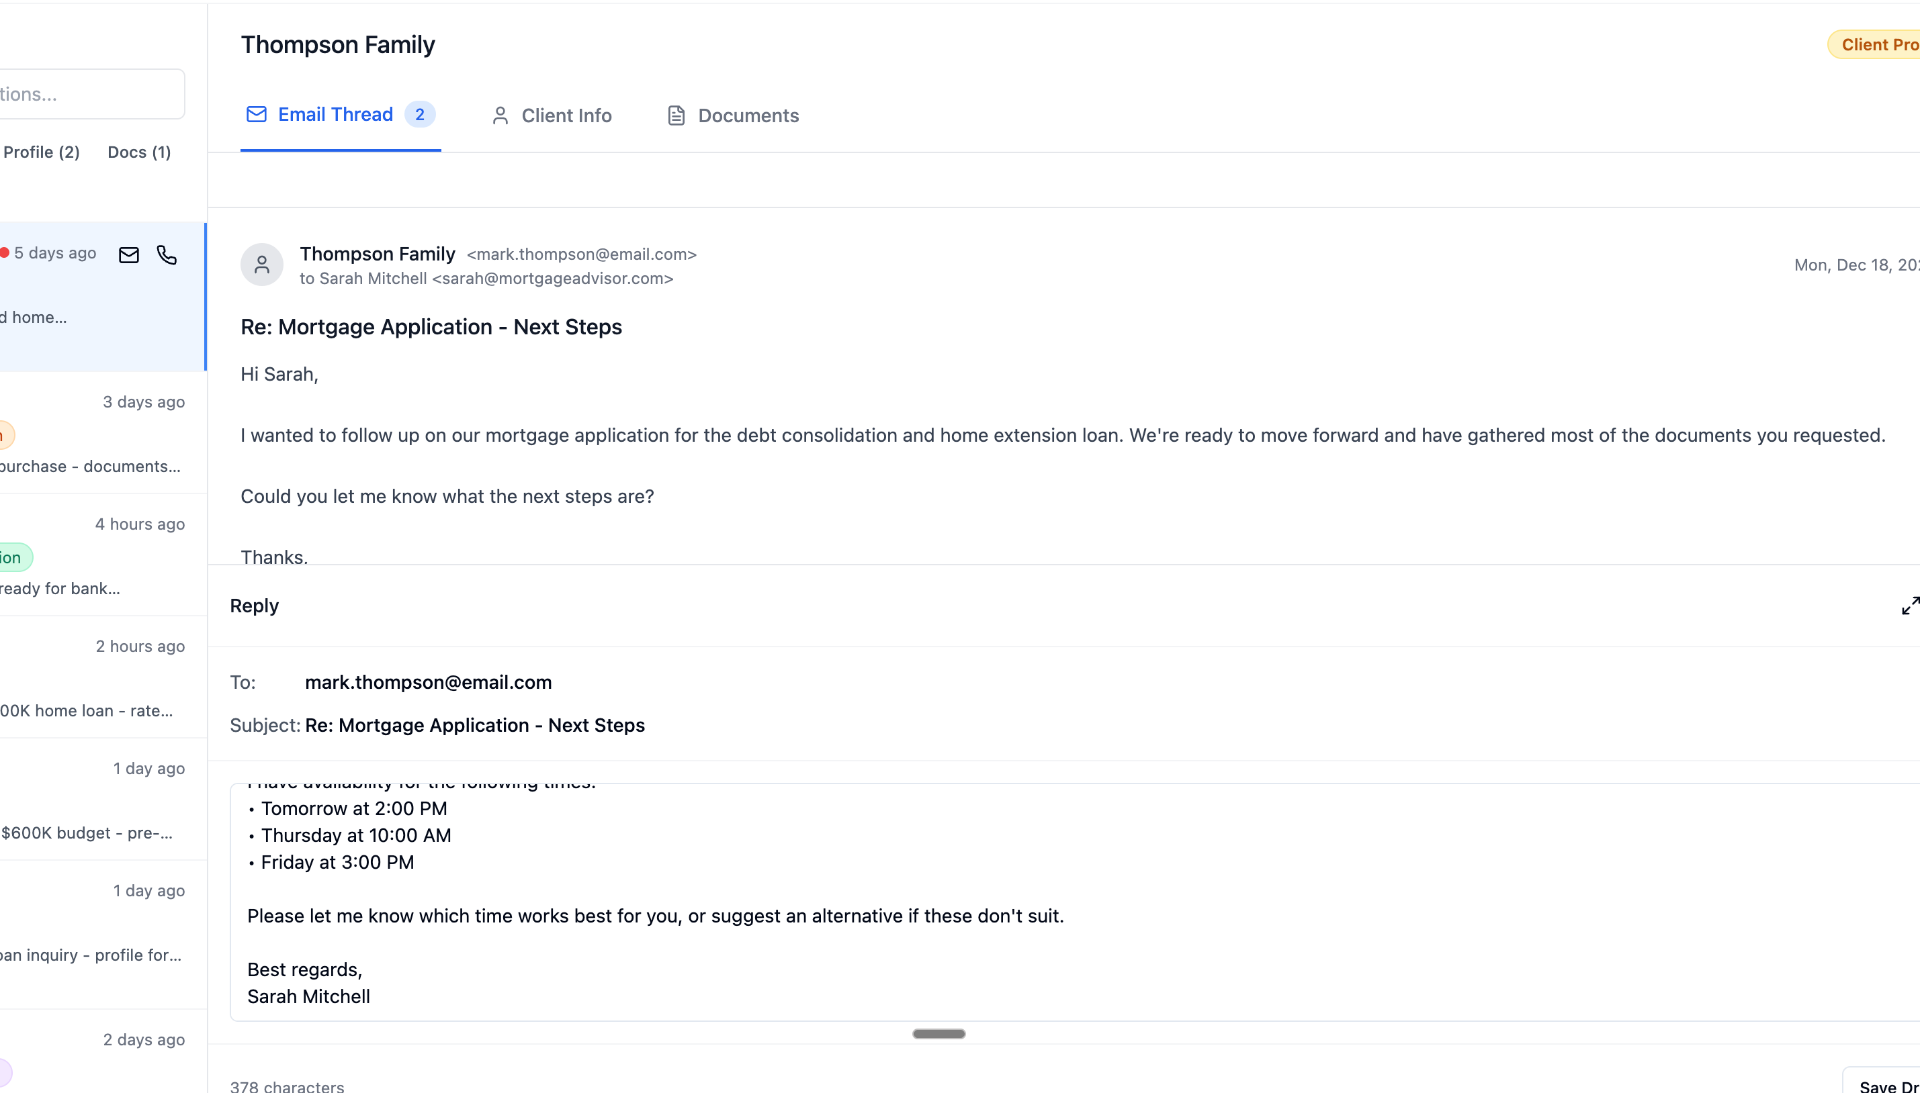 Thompson Family
Client Pro
tions...
Email Thread 2
Client Info
Documents
Profile (2)
Docs (1)
5 days ago
d home...
3 days ago
purchase - documents...
4 hours ago
ion
ready for bank...
2 hours ago
00K home loan - rate...
1 day ago
$600K budget - pre-...
1 day ago
oan inquiry - profile for...
2 days ago
Thompson Family <mark.thompson@email.com>
to Sarah Mitchell <sarah@mortgageadvisor.com>
Mon, Dec 18, 202
Re: Mortgage Application - Next Steps
Hi Sarah,
I wanted to follow up on our mortgage application for the debt consolidation and home extension loan. We're ready to move forward and have gathered most of the documents you requested.
Could you let me know what the next steps are?
Thanks,
Reply
To: mark.thompson@email.com
Subject: Re: Mortgage Application - Next Steps
I have availability for the following times:
• Tomorrow at 2:00 PM
• Thursday at 10:00 AM
• Friday at 3:00 PM
Please let me know which time works best for you, or suggest an alternative if these don't suit.
Best regards,
Sarah Mitchell
378 characters
Save Dr